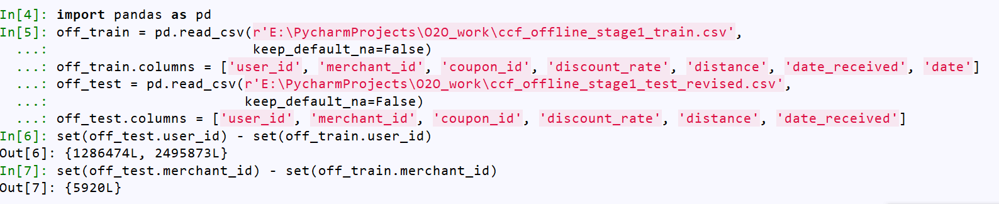 In[4]: import pandas as pd
In[5]: off_train = pd.read_csv(r'E:\PycharmProjects\O2O_work\ccf_offline_stage1_train.csv',
...: keep_default_na=False)
...: off_train.columns = ['user_id', 'merchant_id', 'coupon_id', 'discount_rate', 'distance', 'date_received', 'date']
...: off_test = pd.read_csv(r'E:\PycharmProjects\O2O_work\ccf_offline_stage1_test_revised.csv',
...: keep_default_na=False)
...: off_test.columns = ['user_id', 'merchant_id', 'coupon_id', 'discount_rate', 'distance', 'date_received']
In[6]: set(off_test.user_id) - set(off_train.user_id)
Out[6]: {1286474L, 2495873L}
In[7]: set(off_test.merchant_id) - set(off_train.merchant_id)
Out[7]: {5920L}